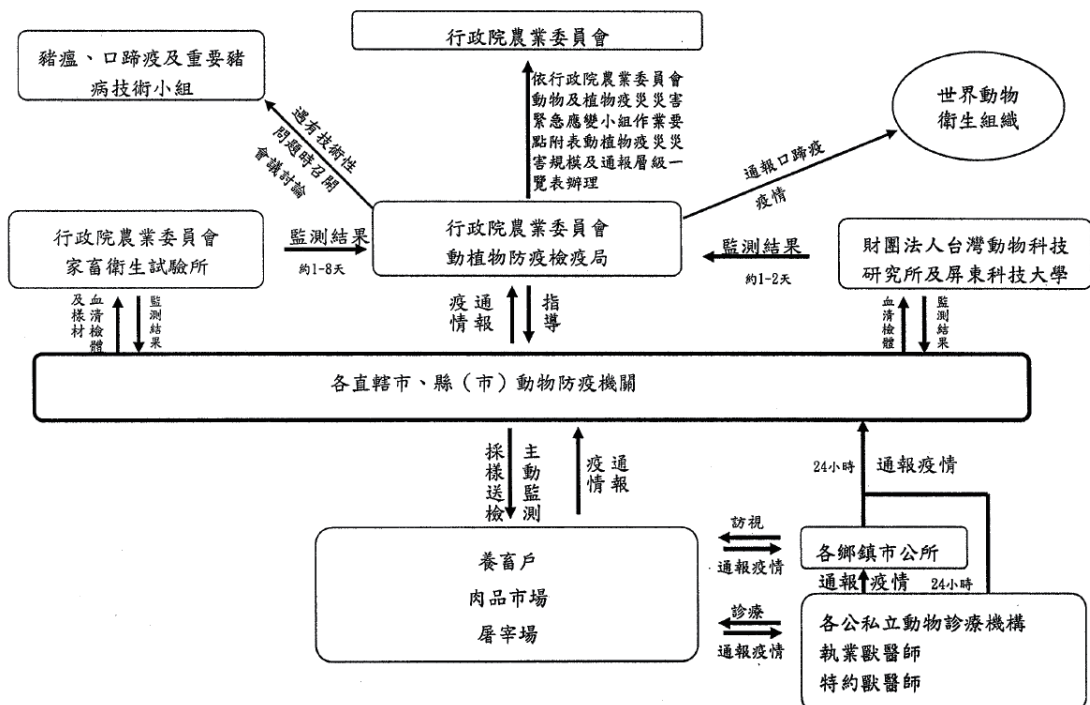 行政院農業委員會
豬瘟、口蹄疫及重要豬
病技術小組
依行政院農業委員會
動物及植物疫災災害
緊急應變小組作業要
點附表動植物疫災災
害規模及通報層級一
覽表辦理
世界動物
衛生組織
遇有技術性
問題時召開
會議討論
通報口蹄疫
疫情
行政院農業委員會
家畜衛生試驗所
監測結果
約1-8天
行政院農業委員會
動植物防疫檢疫局
監測結果
約1-2天
財團法人台灣動物科技
研究所及屏東科技大學
血清檢體
及樣材
監測結果
通報
疫情
指導
血清檢體
監測結果
各直轄市、縣（市）動物防疫機關
主動監測
採樣送檢
通報
疫情
24小時
通報疫情
養畜戶
肉品市場
屠宰場
訪視
通報疫情
各鄉鎮市公所
通報疫情
24小時
診療
通報疫情
各公私立動物診療機構
執業獸醫師
特約獸醫師